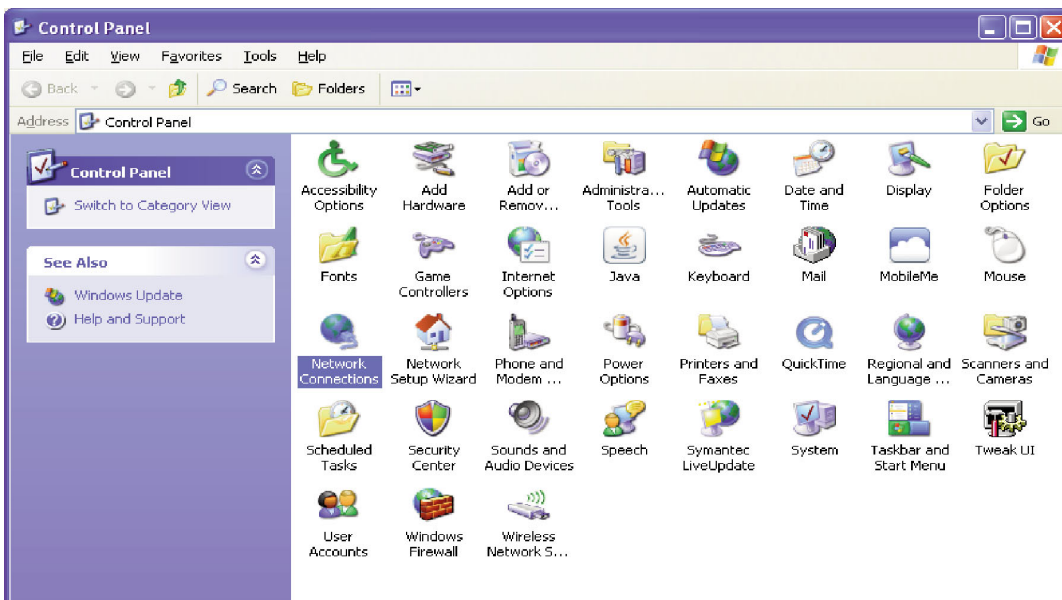 Control Panel
File Edit View Favorites Tools Help
Back Search Folders
Address Control Panel Go
Control Panel
Switch to Category View
See Also
Windows Update
Help and Support
Accessibility Add Add or Administra... Automatic Date and Display Folder
Options Hardware Remov... Tools Updates Time Options
Fonts Game Internet Java Keyboard Mail MobileMe Mouse
Controllers Options
Network Network Phone and Power Printers and QuickTime Regional and Scanners and
Connections Setup Wizard Modem ... Options Faxes Language ... Cameras
Scheduled Security Sounds and Speech Symantec System Taskbar and Tweak UI
Tasks Center Audio Devices LiveUpdate Start Menu
User Windows Wireless
Accounts Firewall Network S...